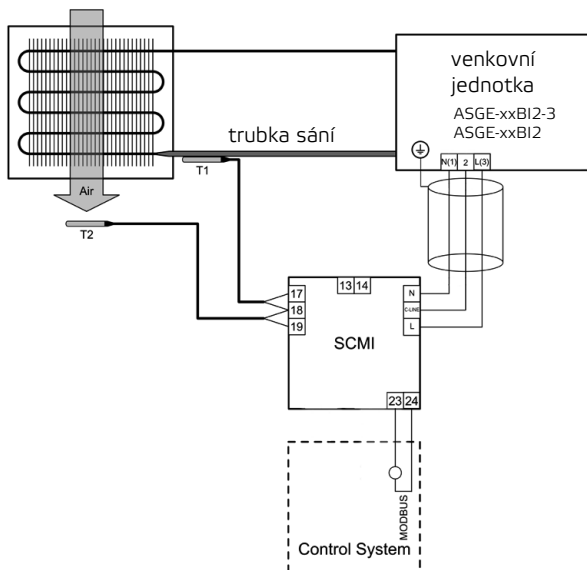 venkovní
jednotka
ASGE-xxBI2-3
ASGE-xxBI2
trubka sání
N(1) 2 L(3)
T1
Air
T2
13 14
17
18
19
N
C-LINE
L
SCMI
23 24
MODBUS
Control System